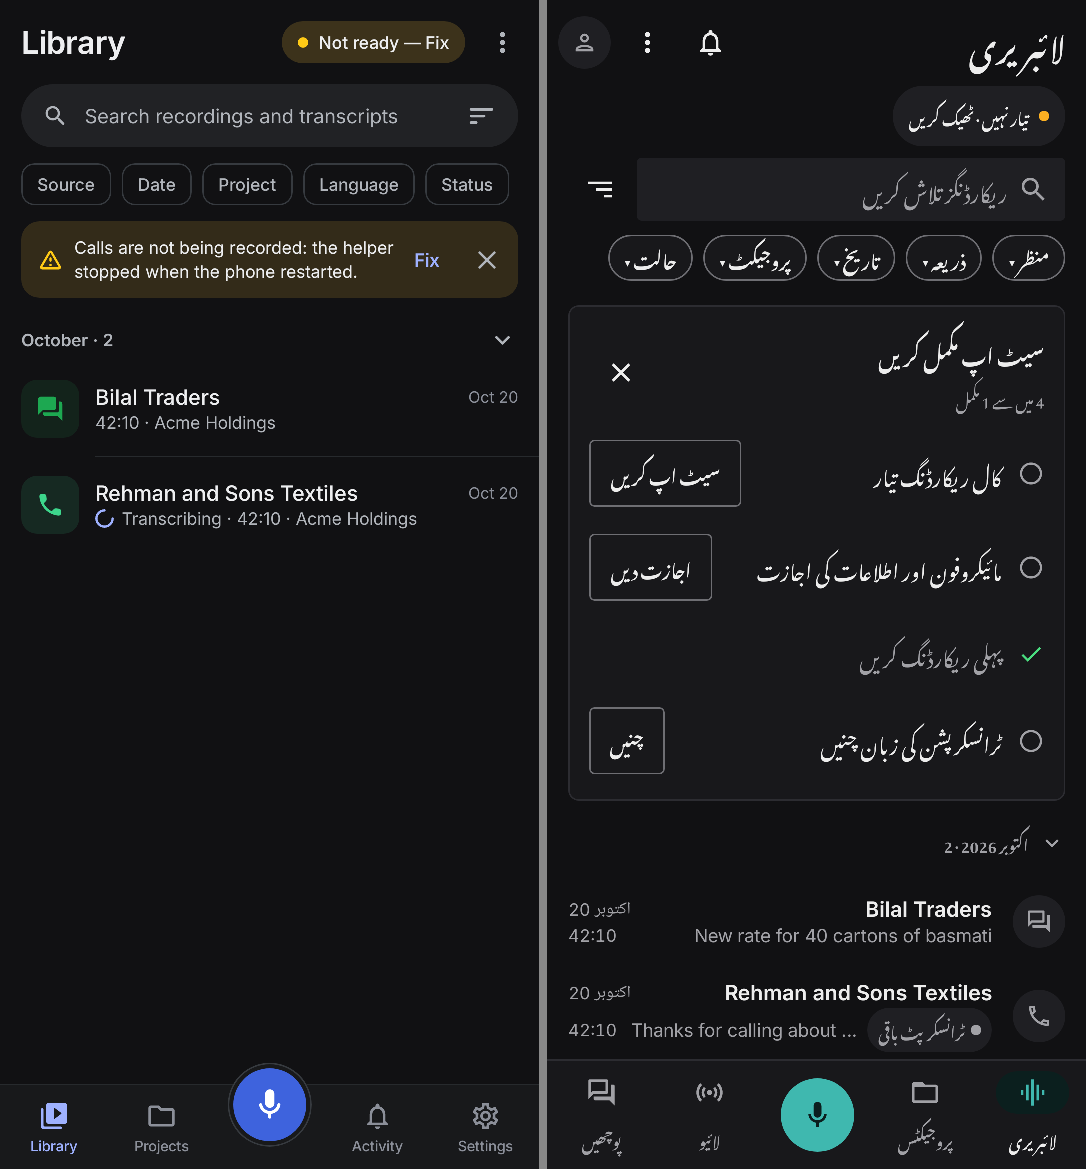 Library
Not ready — Fix
Search recordings and transcripts
Source
Date
Project
Language
Status
Calls are not being recorded: the helper
stopped when the phone restarted.
Fix
October · 2
Bilal Traders
Oct 20
42:10 · Acme Holdings
Rehman and Sons Textiles
Oct 20
Transcribing · 42:10 · Acme Holdings
Library
Projects
Activity
Settings
لائبریری
تیار نہیں · ٹھیک کریں
ریکارڈنگز تلاش کریں
منظر ▾
ذریعہ ▾
تاریخ ▾
پروجیکٹ ▾
حالت ▾
سیٹ اپ مکمل کریں
4 میں سے 1 مکمل
کال ریکارڈنگ تیار
سیٹ اپ کریں
مائیکروفون اور اطلاعات کی اجازت
اجازت دیں
پہلی ریکارڈنگ کریں
ٹرانسکرپشن کی زبان چنیں
چنیں
اکتوبر 2026 · 2
Bilal Traders
20 اکتوبر
New rate for 40 cartons of basmati
42:10
Rehman and Sons Textiles
20 اکتوبر
ٹرانسکرپٹ باقی
Thanks for calling about ...
42:10
لائبریری
پروجیکٹس
لائیو
پوچھیں